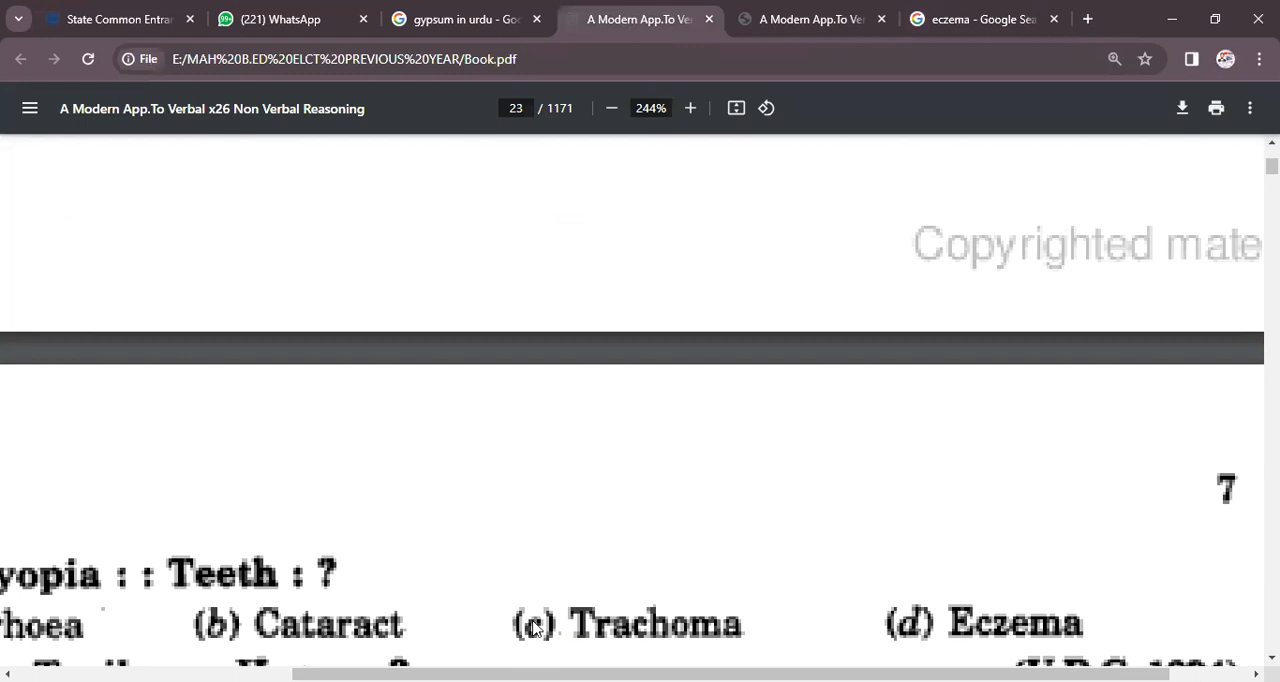 State Common Entra
(221) WhatsApp
gypsum in urdu - Goo
A Modern App.To Ve
A Modern App.To Ve
eczema - Google Sea
File E:/MAH%20B.ED%20ELCT%20PREVIOUS%20YEAR/Book.pdf
A Modern App.To Verbal x26 Non Verbal Reasoning
23 / 1171
244%
Copyrighted mate
7
yopia : : Teeth : ?
rhoea (b) Cataract (c) Trachoma (d) Eczema